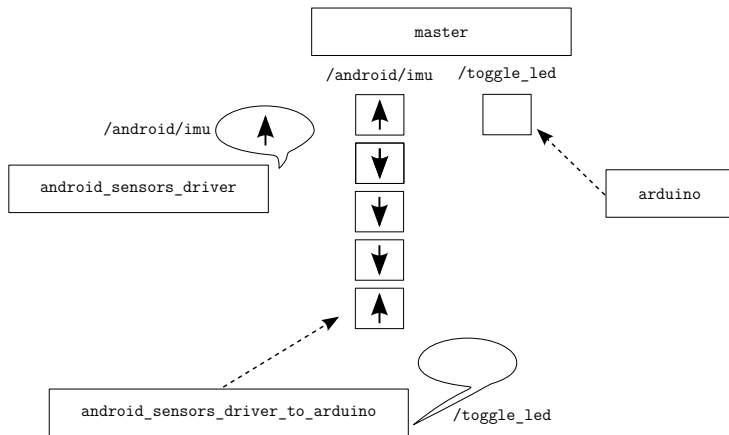 master
/android/imu
/toggle_led
/android/imu
android_sensors_driver
arduino
android_sensors_driver_to_arduino
/toggle_led